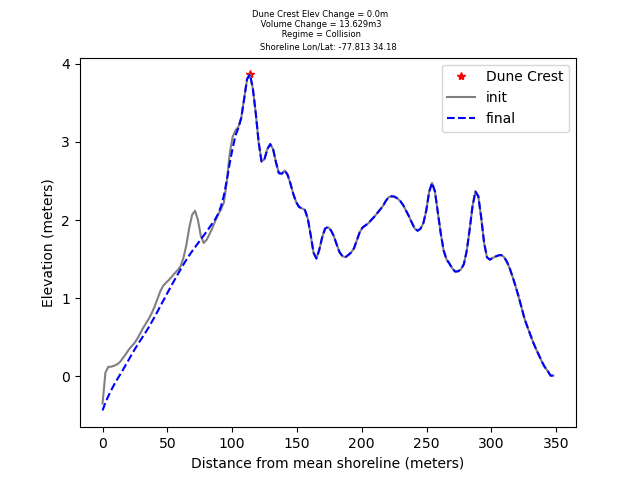 Dune Crest Elev Change = 0.0m
Volume Change = 13.629m3
Regime = Collision
Shoreline Lon/Lat: -77.813 34.18
Dune Crest
init
final
4
3
2
1
0
Elevation (meters)
0 50 100 150 200 250 300 350
Distance from mean shoreline (meters)